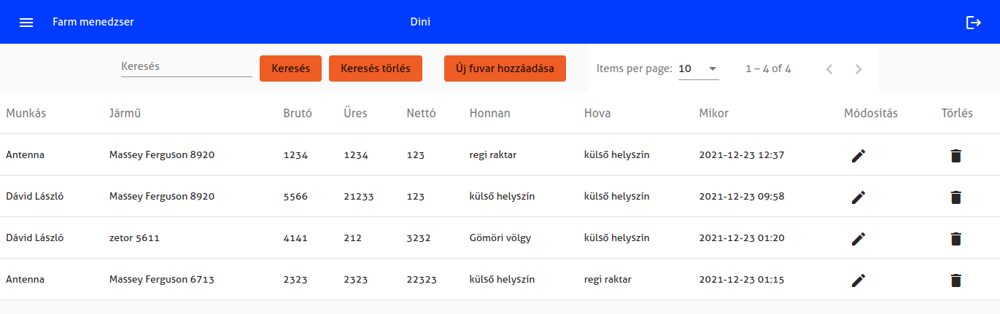 Farm menedzser Dini
Keresés Keresés Keresés törlés Új fuvar hozzáadása Items per page: 10 1 – 4 of 4
Munkás Jármű Brutó Üres Nettó Honnan Hova Mikor Módosítás Törlés
Antenna Massey Ferguson 8920 1234 1234 123 regi raktar külső helyszín 2021-12-23 12:37
Dávid László Massey Ferguson 8920 5566 21233 123 külső helyszín külső helyszín 2021-12-23 09:58
Dávid László zetor 5611 4141 212 3232 Gömöri völgy külső helyszín 2021-12-23 01:20
Antenna Massey Ferguson 6713 2323 2323 22323 külső helyszín regi raktar 2021-12-23 01:15